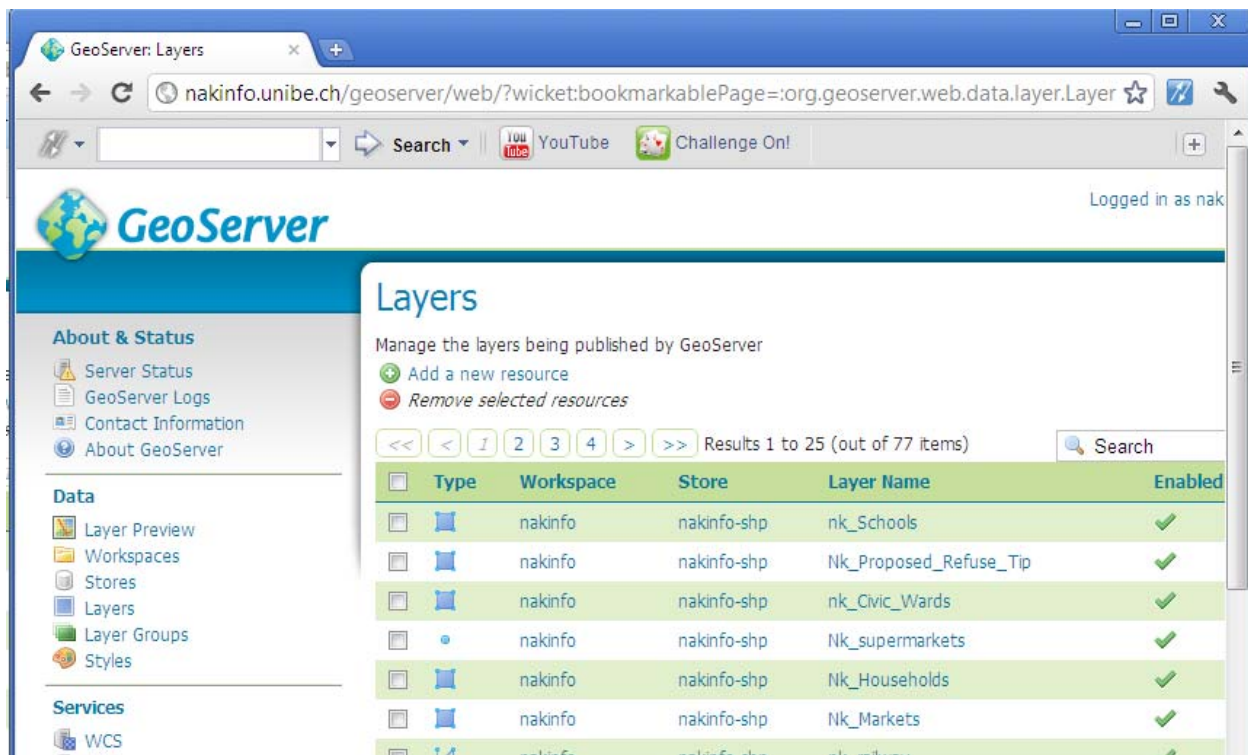 GeoServer: Layers
nakinfo.unibe.ch/geoserver/web/?wicket:bookmarkablePage=:org.geoserver.web.data.layer.Layer
Search
You Tube YouTube
Challenge On!
GeoServer
Logged in as nak
About & Status
Server Status
GeoServer Logs
Contact Information
About GeoServer
Data
Layer Preview
Workspaces
Stores
Layers
Layer Groups
Styles
Services
WCS
Layers
Manage the layers being published by GeoServer
Add a new resource
Remove selected resources
<< < 1 2 3 4 > >> Results 1 to 25 (out of 77 items) Search
Type Workspace Store Layer Name Enabled
nakinfo nakinfo-shp nk_Schools
nakinfo nakinfo-shp Nk_Proposed_Refuse_Tip
nakinfo nakinfo-shp nk_Civic_Wards
nakinfo nakinfo-shp Nk_supermarkets
nakinfo nakinfo-shp Nk_Households
nakinfo nakinfo-shp Nk_Markets